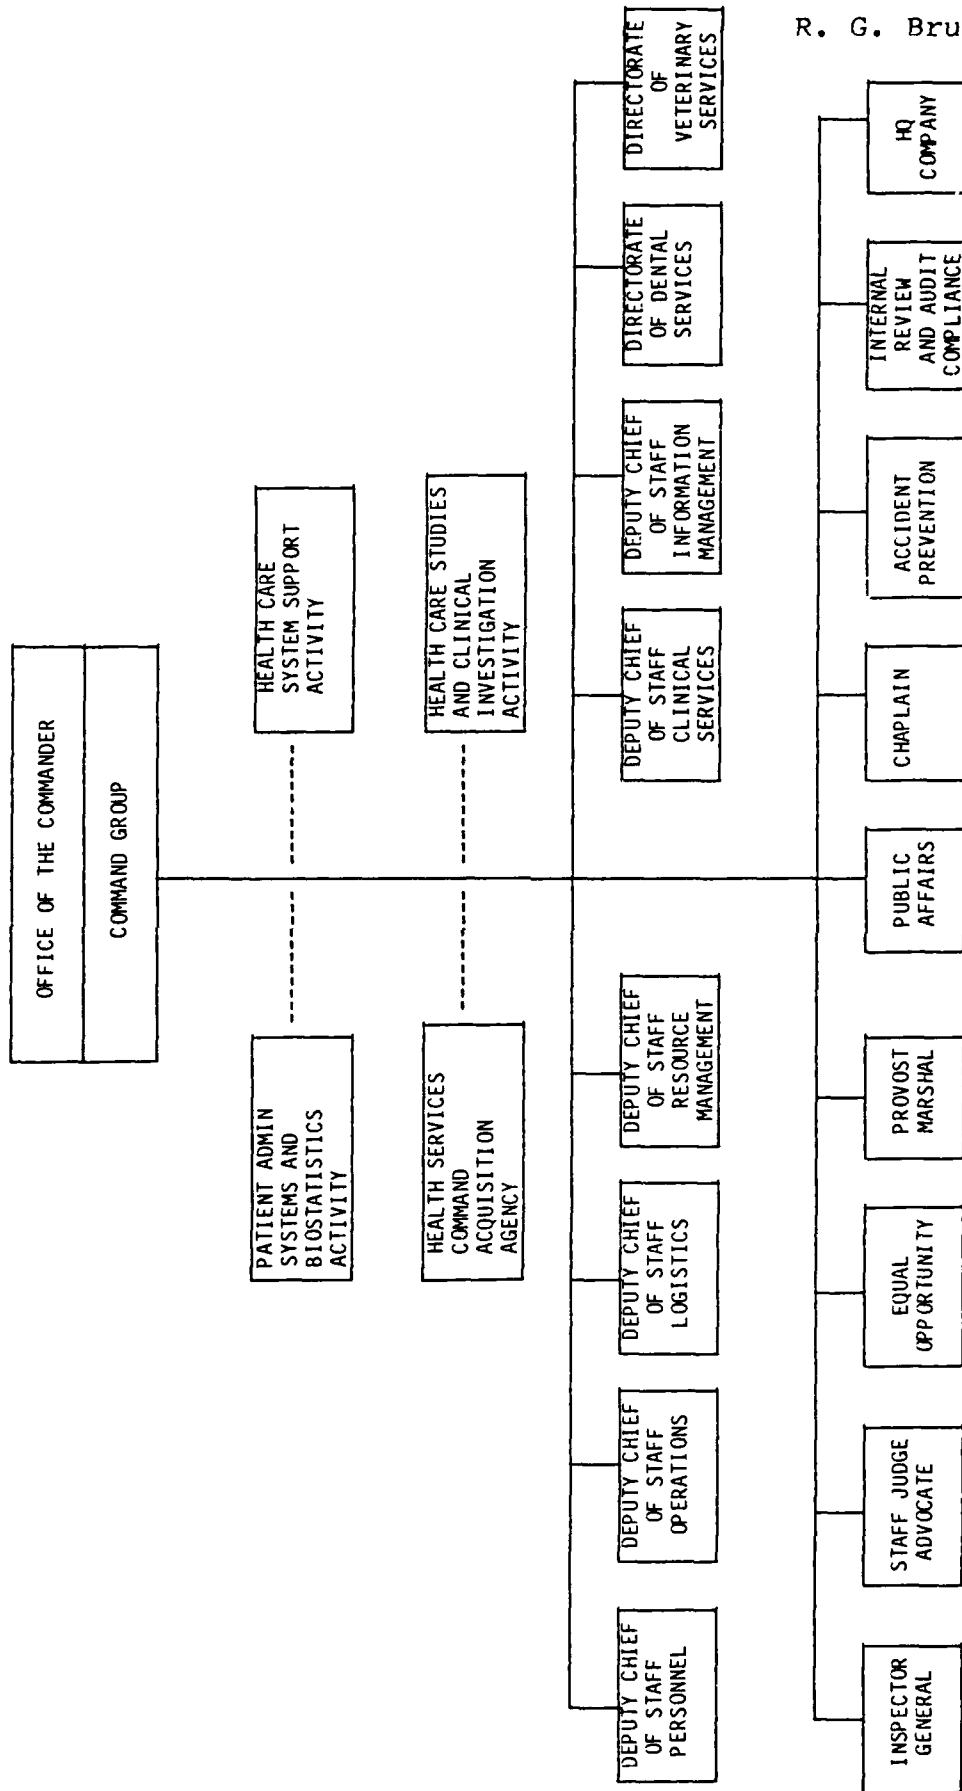 R. G. Bru
OFFICE OF THE COMMANDER
COMMAND GROUP
PATIENT ADMIN
SYSTEMS AND
BIOSTATISTICS
ACTIVITY
HEALTH CARE
SYSTEM SUPPORT
ACTIVITY
HEALTH SERVICES
COMMAND
ACQUISITION
AGENCY
HEALTH CARE STUDIES
AND CLINICAL
INVESTIGATION
ACTIVITY
DEPUTY CHIEF
OF STAFF
PERSONNEL
DEPUTY CHIEF
OF STAFF
OPERATIONS
DEPUTY CHIEF
OF STAFF
LOGISTICS
DEPUTY CHIEF
OF STAFF
RESOURCE
MANAGEMENT
DEPUTY CHIEF
OF STAFF
CLINICAL
SERVICES
DEPUTY CHIEF
OF STAFF
INFORMATION
MANAGEMENT
DIRECTORATE
OF DENTAL
SERVICES
DIRECTORATE
OF
VETERINARY
SERVICES
INSPECTOR
GENERAL
STAFF JUDGE
ADVOCATE
EQUAL
OPPORTUNITY
PROVOST
MARSHAL
PUBLIC
AFFAIRS
CHAPLAIN
ACCIDENT
PREVENTION
INTERNAL
REVIEW
AND AUDIT
COMPLIANCE
HQ
COMPANY